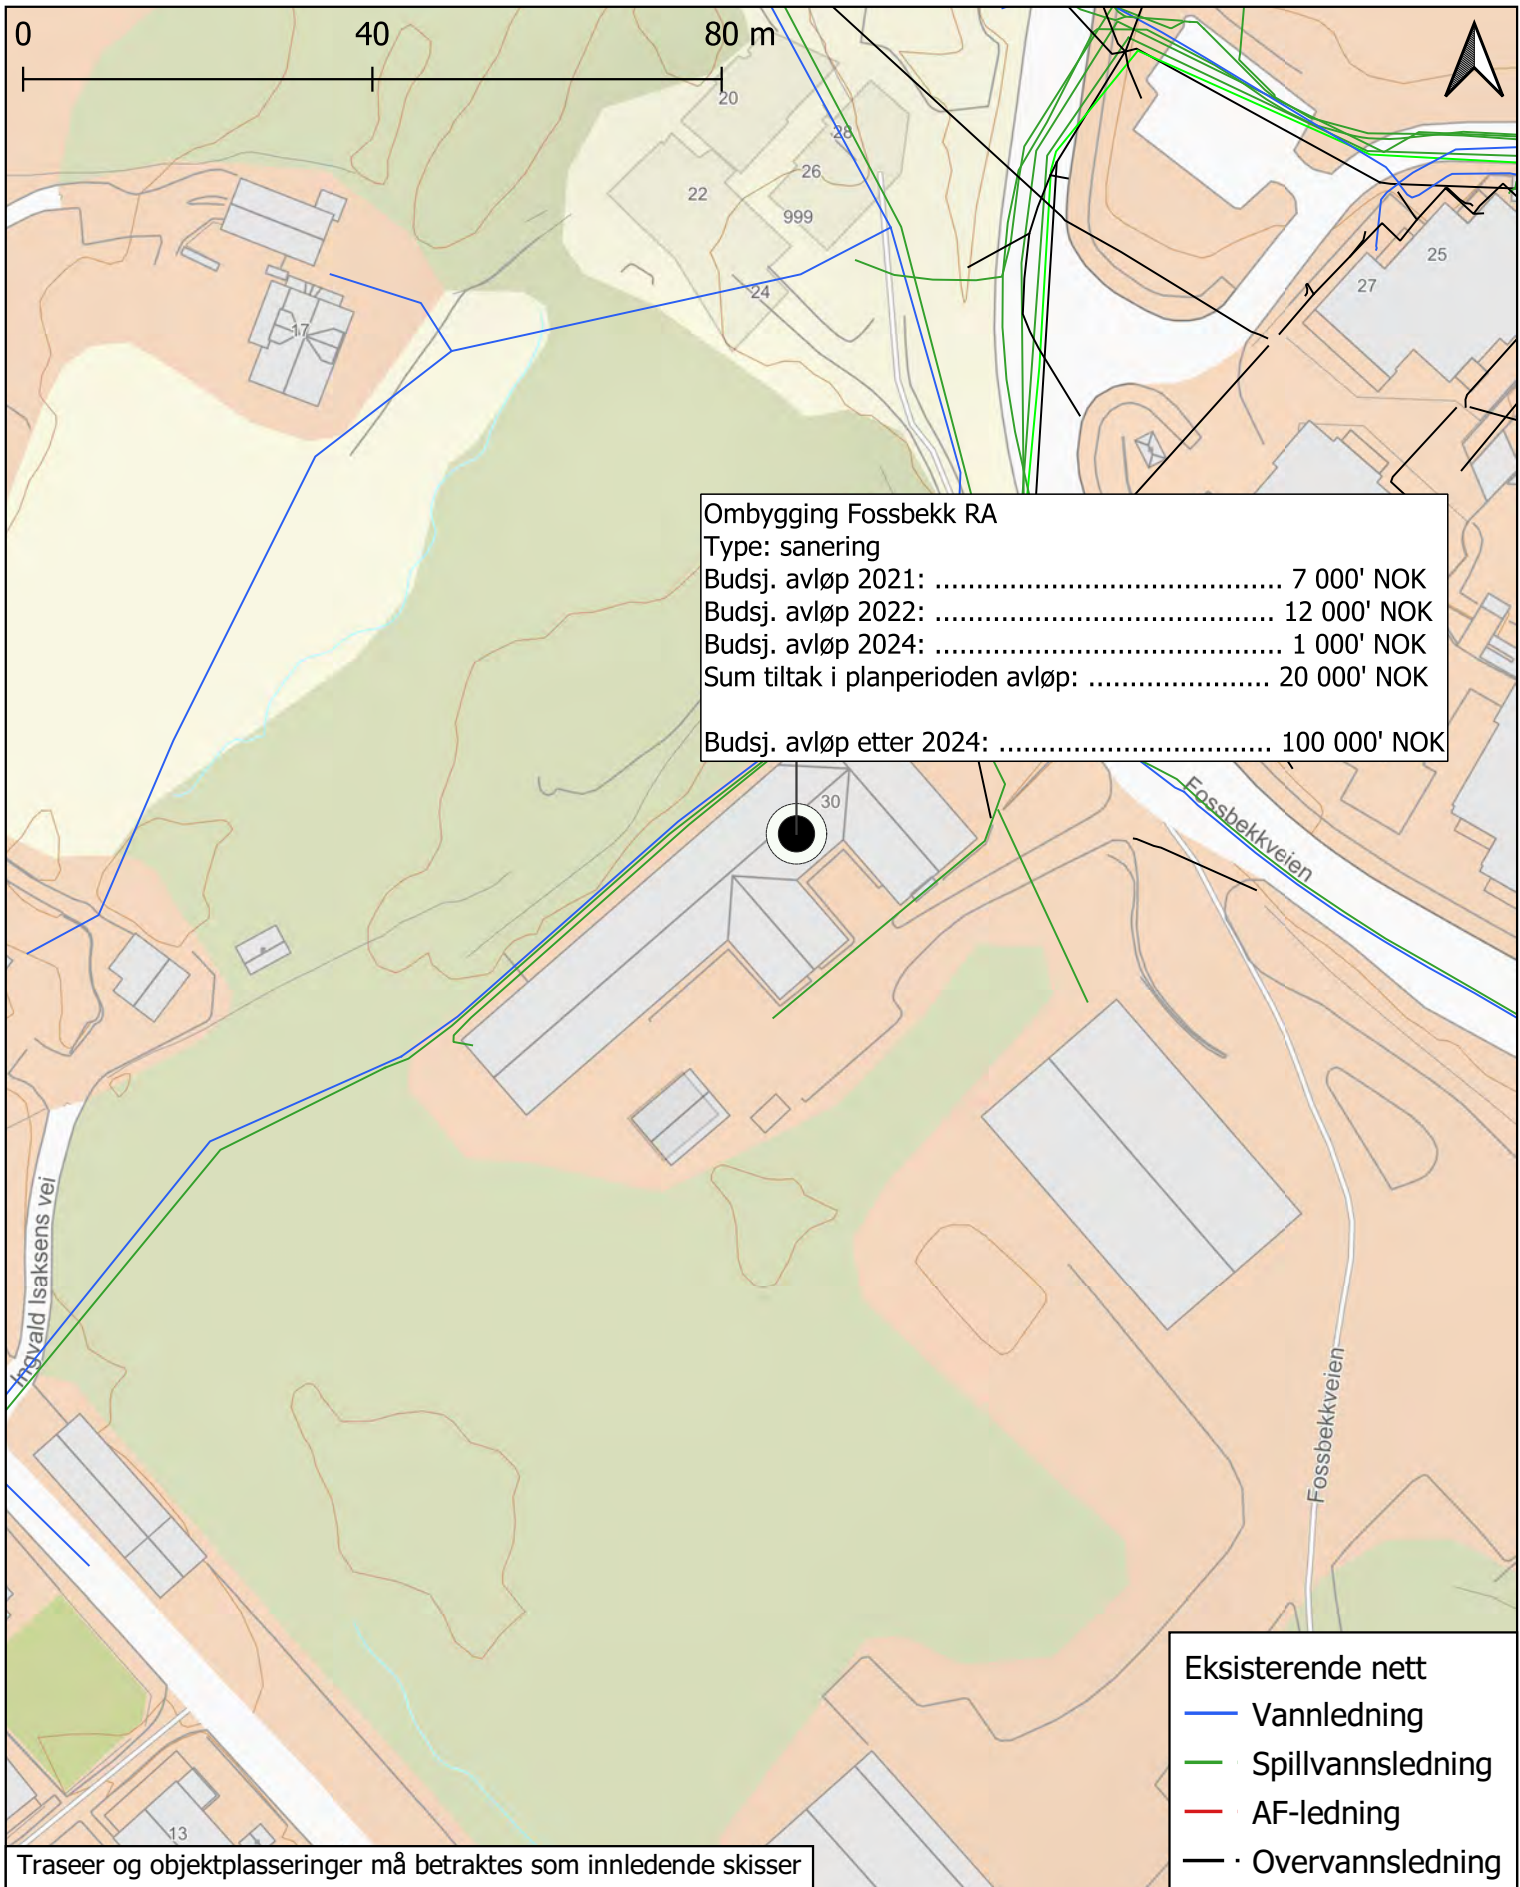 0 40 80 m
20
28
26
22
999
24
25
27
17
Ombygging Fossbekk RA
Type: sanering
Budsj. avløp 2021: .......................................... 7 000' NOK
Budsj. avløp 2022: ......................................... 12 000' NOK
Budsj. avløp 2024: .......................................... 1 000' NOK
Sum tiltak i planperioden avløp: ...................... 20 000' NOK
Budsj. avløp etter 2024: ................................. 100 000' NOK
30
Fossbekkveien
Ingvald Isaksens vei
Fossbekkveien
13
Eksisterende nett
Vannledning
Spillvannsledning
AF-ledning
Overvannsledning
Traseer og objektplasseringer må betraktes som innledende skisser